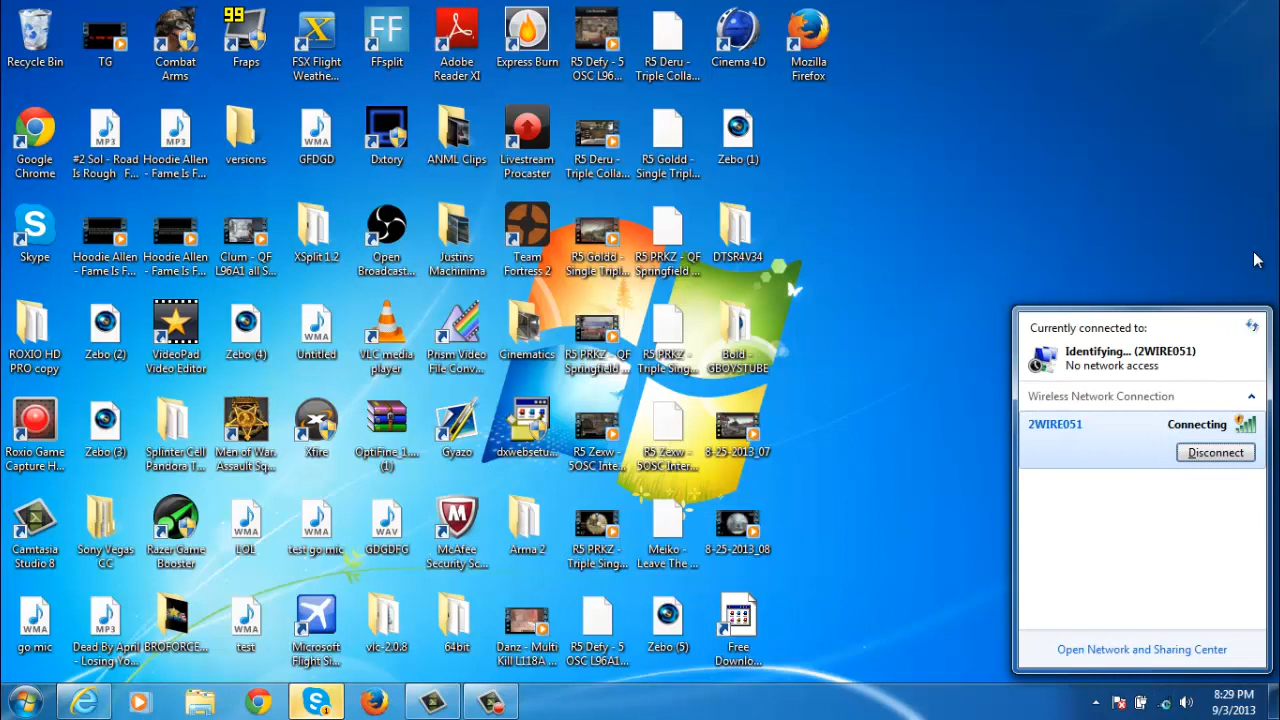 99
Recycle Bin
TG
Combat
Arms
Fraps
FSX Flight
Weathe...
FFsplit
Adobe
Reader XI
Express Burn
R5 Defy - 5
OSC L96...
R5 Deru -
Triple Colla...
Cinema 4D
Mozilla
Firefox
Google
Chrome
#2 Sol - Road
Is Rough F...
Hoodie Allen
- Fame Is F...
versions
GFDGD
Dxtory
ANML Clips
Livestream
Procaster
R5 Deru -
Triple Colla...
R5 Goldd -
Single Tripl...
Zebo (1)
Skype
Hoodie Allen
- Fame Is F...
Hoodie Allen
- Fame Is F...
Clum - QF
L96A1 all S...
XSplit 1.2
Open
Broadcast...
Justins
Machinima
Team
Fortress 2
R5 Goldd -
Single Tripl...
R5 PRKZ - QF
Springfield ...
DTSR4V34
ROXIO HD
PRO copy
Zebo (2)
VideoPad
Video Editor
Zebo (4)
Untitled
VLC media
player
Prism Video
File Conv...
Cinematics
R5 PRKZ - QF
Springfield ...
R5 PRKZ -
Triple Sing...
Bold -
GBOYSTUBE
Roxio Game
Capture H...
Zebo (3)
Splinter Cell
Pandora T...
Men of War.
Assault Sq...
Xfire
OptiFine_1....
(1)
Gyazo
dxwebsetu...
R5 Zexw -
5OSC Inte...
R5 Zexw -
5OSC Inter...
8-25-2013_07
Camtasia
Studio 8
Sony Vegas
CC
Razer Game
Booster
LOL
test go mic
GDGDFG
McAfee
Security Sc...
Arma 2
R5 PRKZ -
Triple Sing...
Meiko -
Leave The ...
8-25-2013_08
go mic
Dead By April
- Losing Yo...
BROFORCE...
test
Microsoft
Flight Si...
vlc-2.0.8
64bit
Danz - Multi
Kill L118A ...
R5 Defy - 5
OSC L96A1...
Zebo (5)
Free
Downlo...
Currently connected to:
Identifying... (2WIRE051)
No network access
Wireless Network Connection
2WIRE051
Connecting
Disconnect
Open Network and Sharing Center
8:29 PM
9/3/2013